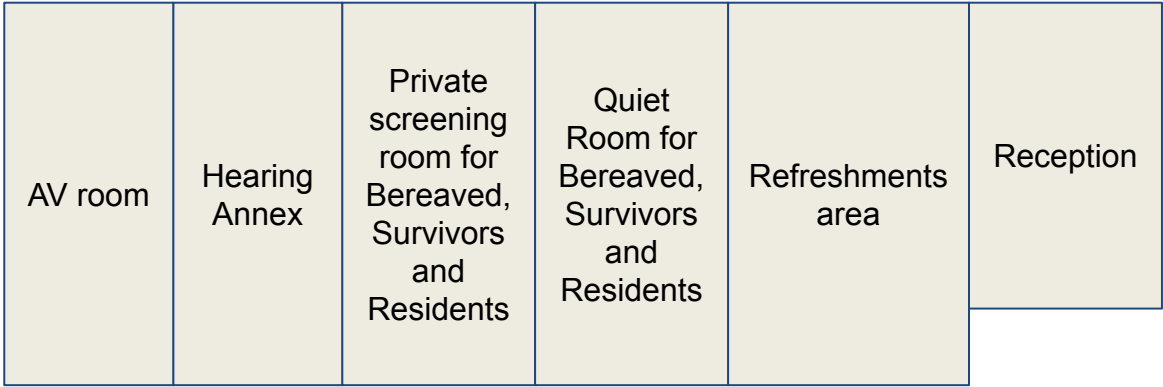 AV room
Hearing
Annex
Private
screening
room for
Bereaved,
Survivors
and
Residents
Quiet
Room for
Bereaved,
Survivors
and
Residents
Refreshments
area
Reception